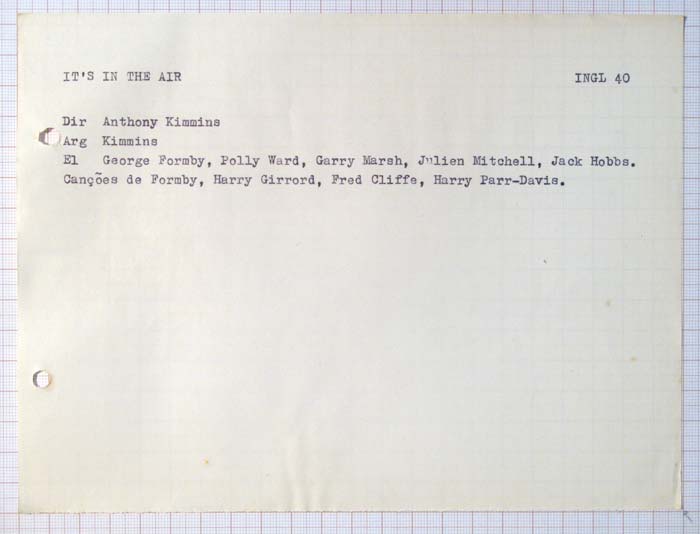 IT'S IN THE AIR INGL 40
Dir Anthony Kimmins
Arg Kimmins
El George Formby, Polly Ward, Garry Marsh, Julien Mitchell, Jack Hobbs.
Canções de Formby, Harry Girrord, Fred Cliffe, Harry Parr-Davis.